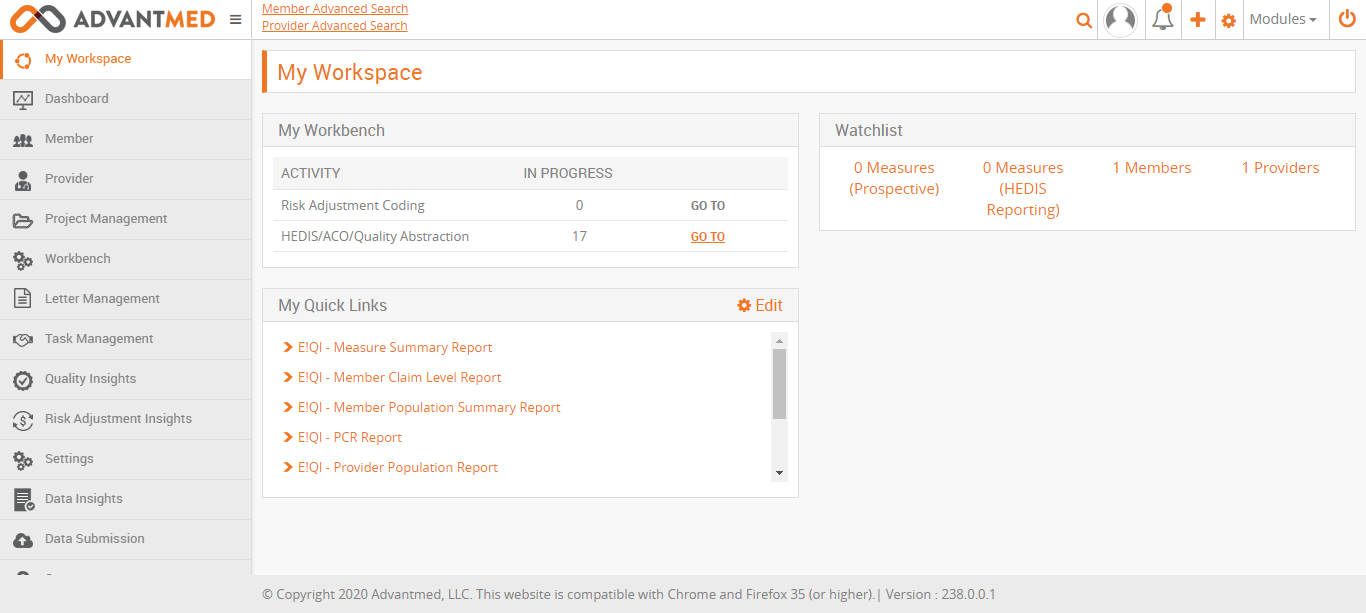 ADVANTMED
Member Advanced Search
Provider Advanced Search
Modules
My Workspace
Dashboard
Member
Provider
Project Management
Workbench
Letter Management
Task Management
Quality Insights
Risk Adjustment Insights
Settings
Data Insights
Data Submission
My Workspace
My Workbench
ACTIVITY IN PROGRESS
Risk Adjustment Coding 0 GO TO
HEDIS/ACO/Quality Abstraction 17 GO TO
My Quick Links Edit
E!QI - Measure Summary Report
E!QI - Member Claim Level Report
E!QI - Member Population Summary Report
E!QI - PCR Report
E!QI - Provider Population Report
Watchlist
0 Measures
(Prospective)
0 Measures
(HEDIS
Reporting)
1 Members
1 Providers
© Copyright 2020 Advantmed, LLC. This website is compatible with Chrome and Firefox 35 (or higher).| Version : 238.0.0.1